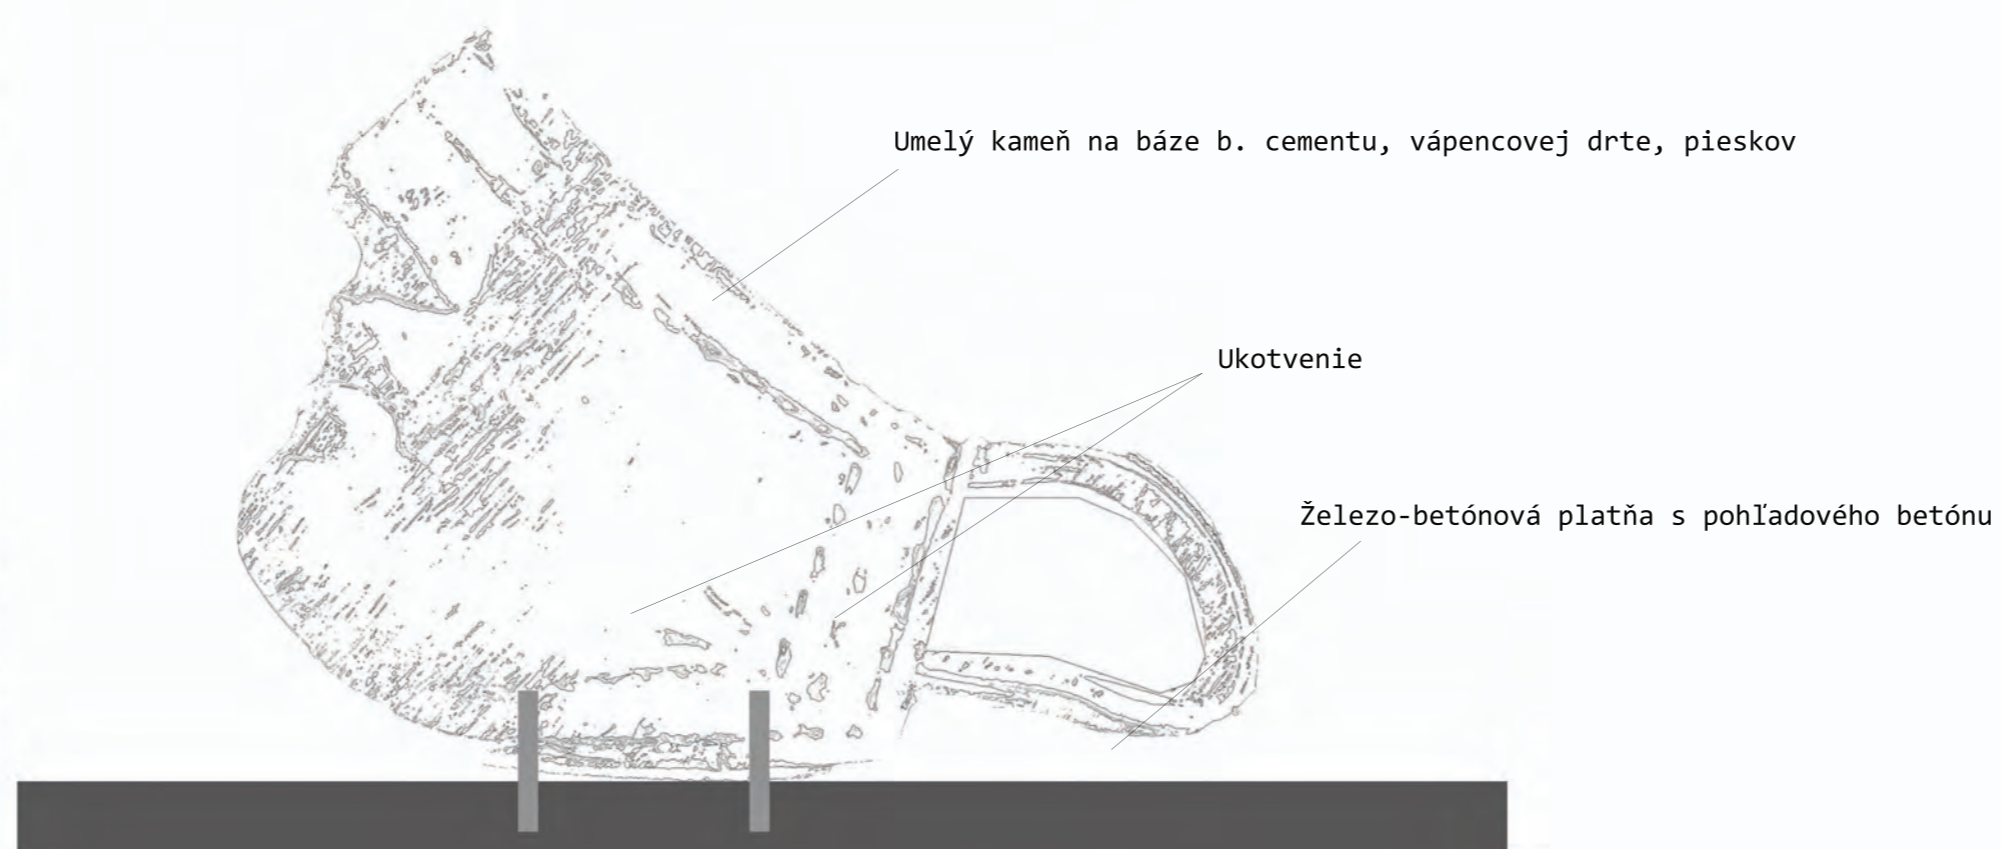 Umelý kameň na báze b. cementu, vápencovej drte, pieskov
Ukotvenie
Železo-betónová platňa s pohľadového betónu